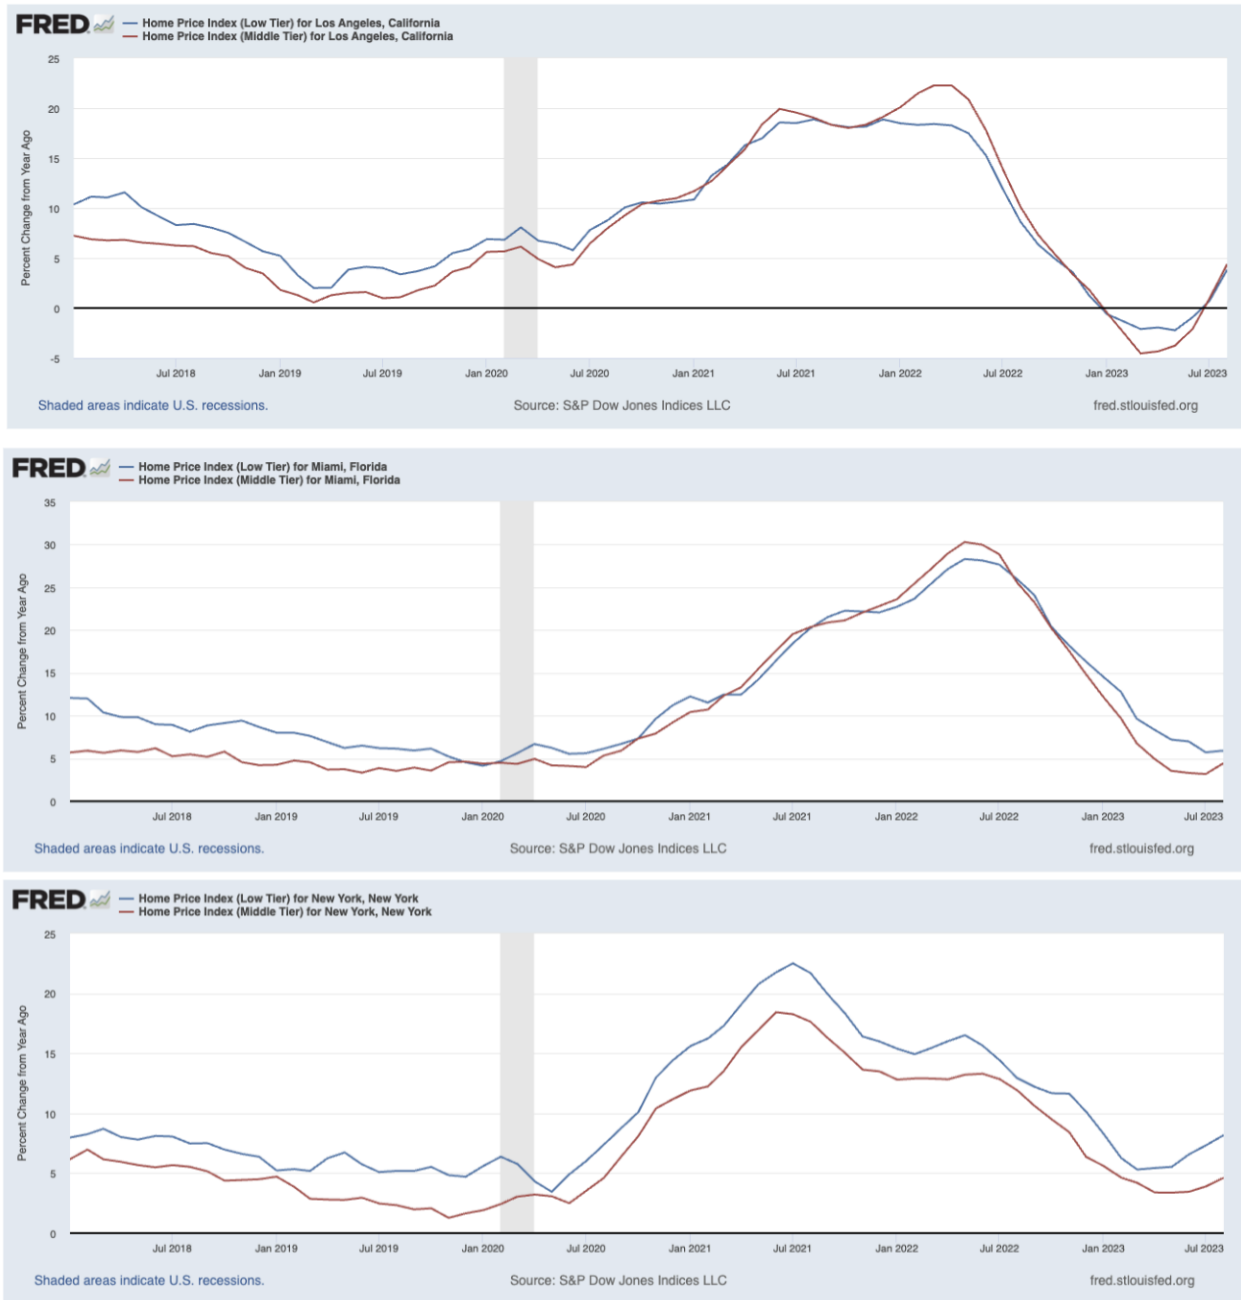 FRED
Home Price Index (Low Tier) for Los Angeles, California
Home Price Index (Middle Tier) for Los Angeles, California
Percent Change from Year Ago
25
20
15
10
5
0
-5
Jul 2018 Jan 2019 Jul 2019 Jan 2020 Jul 2020 Jan 2021 Jul 2021 Jan 2022 Jul 2022 Jan 2023 Jul 2023
Shaded areas indicate U.S. recessions. Source: S&P Dow Jones Indices LLC fred.stlouisfed.org
FRED
Home Price Index (Low Tier) for Miami, Florida
Home Price Index (Middle Tier) for Miami, Florida
Percent Change from Year Ago
35
30
25
20
15
10
5
0
Jul 2018 Jan 2019 Jul 2019 Jan 2020 Jul 2020 Jan 2021 Jul 2021 Jan 2022 Jul 2022 Jan 2023 Jul 2023
Shaded areas indicate U.S. recessions. Source: S&P Dow Jones Indices LLC fred.stlouisfed.org
FRED
Home Price Index (Low Tier) for New York, New York
Home Price Index (Middle Tier) for New York, New York
Percent Change from Year Ago
25
20
15
10
5
0
Jul 2018 Jan 2019 Jul 2019 Jan 2020 Jul 2020 Jan 2021 Jul 2021 Jan 2022 Jul 2022 Jan 2023 Jul 2023
Shaded areas indicate U.S. recessions. Source: S&P Dow Jones Indices LLC fred.stlouisfed.org